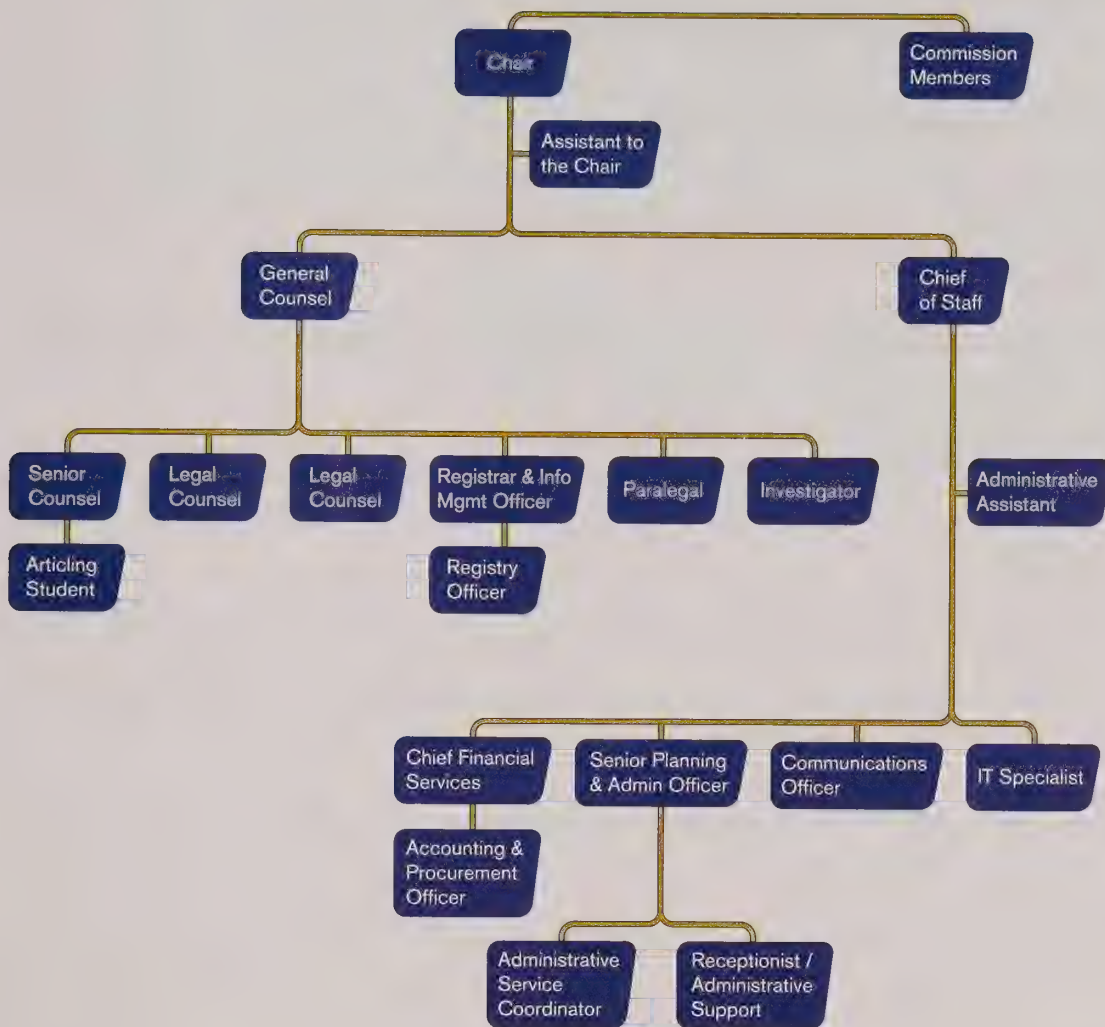 Chair
Commission
Members
Assistant to
the Chair
General
Counsel
Chief
of Staff
Senior
Counsel
Legal
Counsel
Legal
Counsel
Registrar & Info
Mgmt Officer
Paralegal
Investigator
Administrative
Assistant
Articling
Student
Registry
Officer
Chief Financial
Services
Senior Planning
& Admin Officer
Communications
Officer
IT Specialist
Accounting &
Procurement
Officer
Administrative
Service
Coordinator
Receptionist /
Administrative
Support